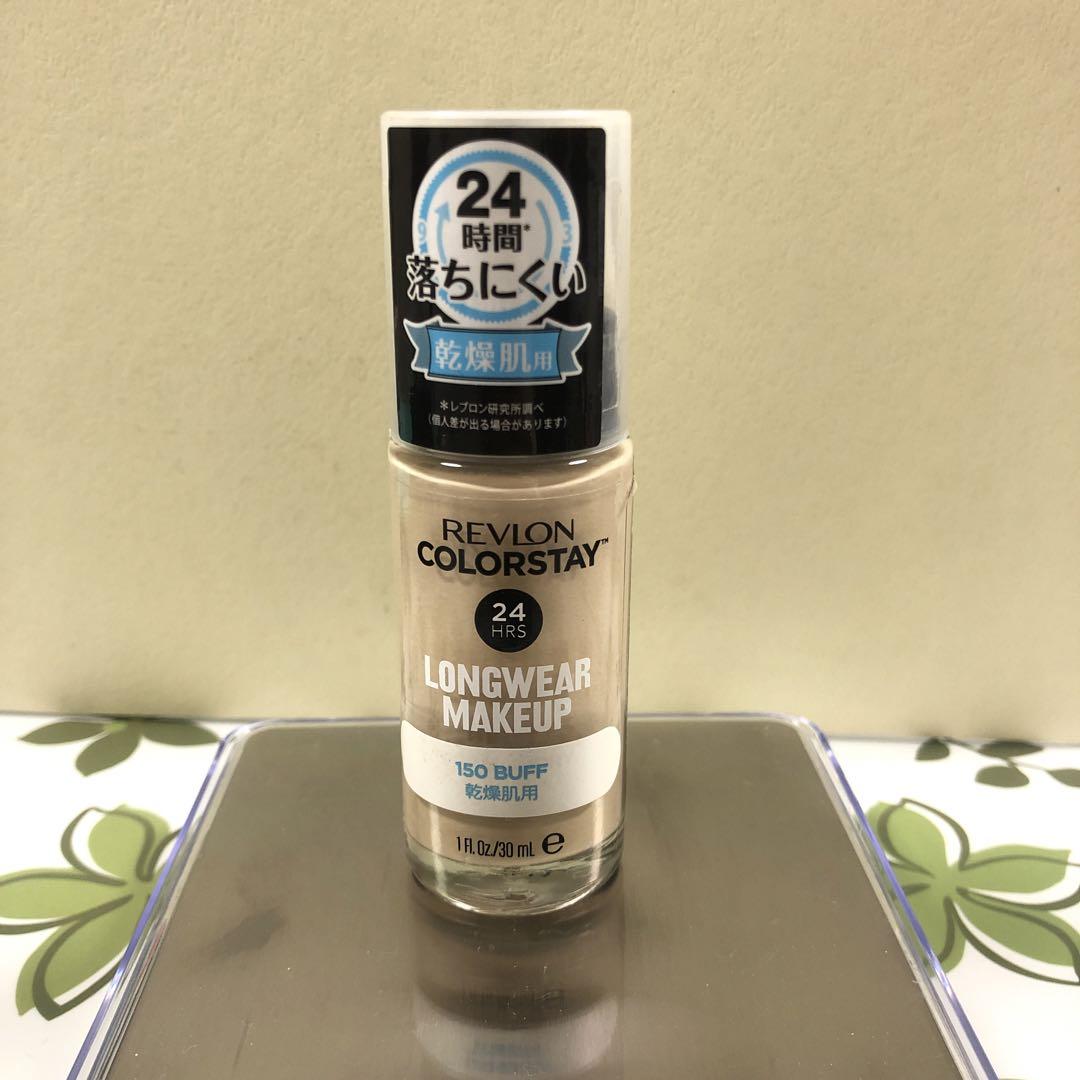 24
時間*
落ちにくい
9
3
乾燥肌用
*レブロン研究所調べ
(個人差が出る場合があります)
REVLON
COLORSTAY™
24
HRS
LONGWEAR
MAKEUP
150 BUFF
乾燥肌用
1 Fl. Oz./30 mL ℮